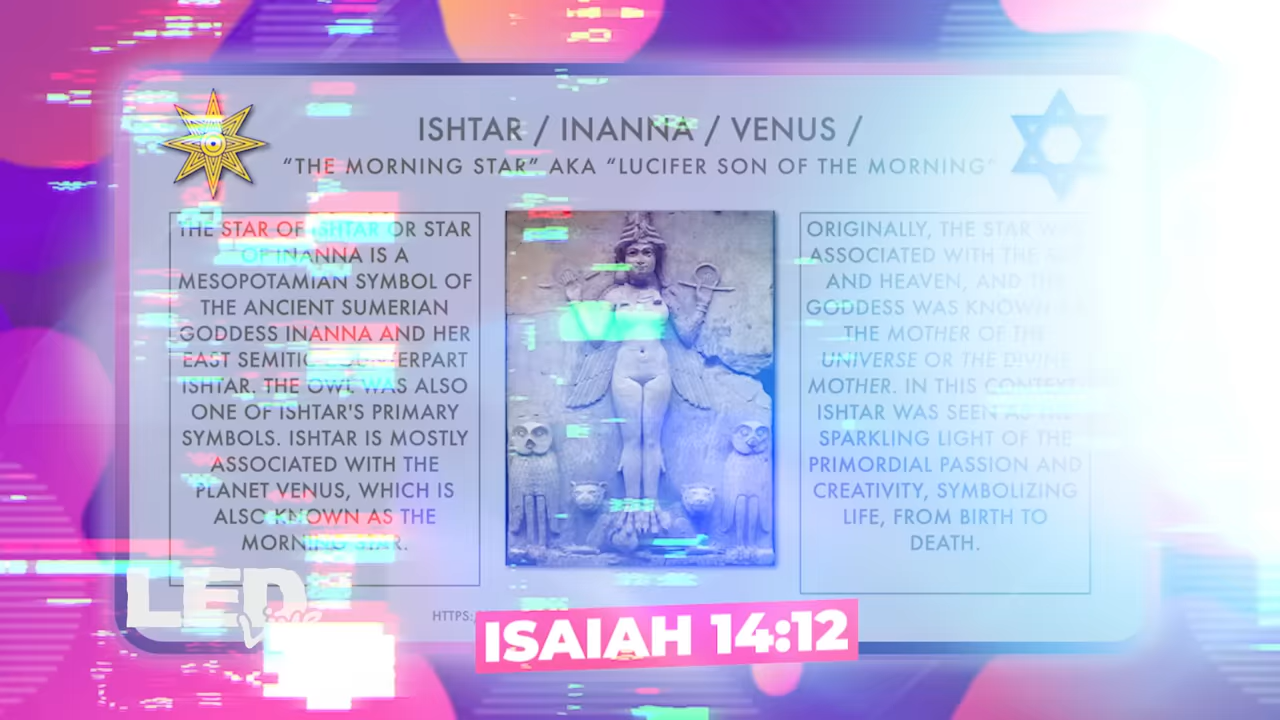 ISHTAR / INANNA / VENUS /
“THE MORNING STAR” AKA “LUCIFER SON OF THE MORNING”
THE STAR OF ISHTAR OR STAR
OF INANNA IS A
MESOPOTAMIAN SYMBOL OF
THE ANCIENT SUMERIAN
GODDESS INANNA AND HER
EAST SEMITIC COUNTERPART
ISHTAR. THE OWL WAS ALSO
ONE OF ISHTAR'S PRIMARY
SYMBOLS. ISHTAR IS MOSTLY
ASSOCIATED WITH THE
PLANET VENUS, WHICH IS
ALSO KNOWN AS THE
MORNING STAR.
ORIGINALLY, THE STAR
ASSOCIATED WITH THE
AND HEAVEN, AND THE
GODDESS WAS KNOWN
THE MOTHER OF THE
UNIVERSE OR THE DIVINE
MOTHER. IN THIS CONTEXT
ISHTAR WAS SEEN AS THE
SPARKLING LIGHT OF THE
PRIMORDIAL PASSION AND
CREATIVITY, SYMBOLIZING
LIFE, FROM BIRTH TO
DEATH.
HTTPS:
LED
Live
ISAIAH 14:12